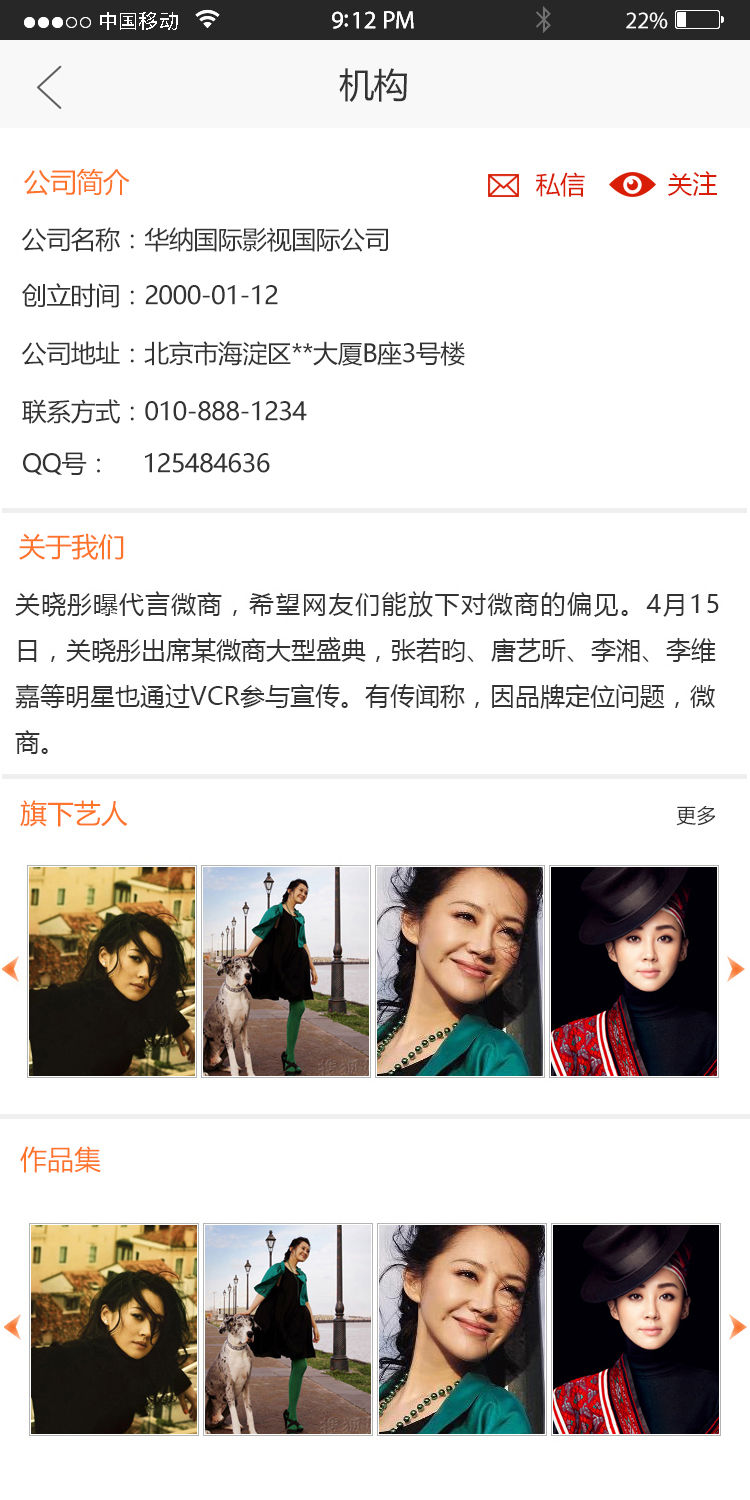 中国移动 9:12 PM 22%
机构
公司简介 私信 关注
公司名称：华纳国际影视国际公司
创立时间：2000-01-12
公司地址：北京市海淀区**大厦B座3号楼
联系方式：010-888-1234
QQ号： 125484636
关于我们
关晓彤曝代言微商，希望网友们能放下对微商的偏见。4月15
日，关晓彤出席某微商大型盛典，张若昀、唐艺昕、李湘、李维
嘉等明星也通过VCR参与宣传。有传闻称，因品牌定位问题，微
商。
旗下艺人 更多
作品集